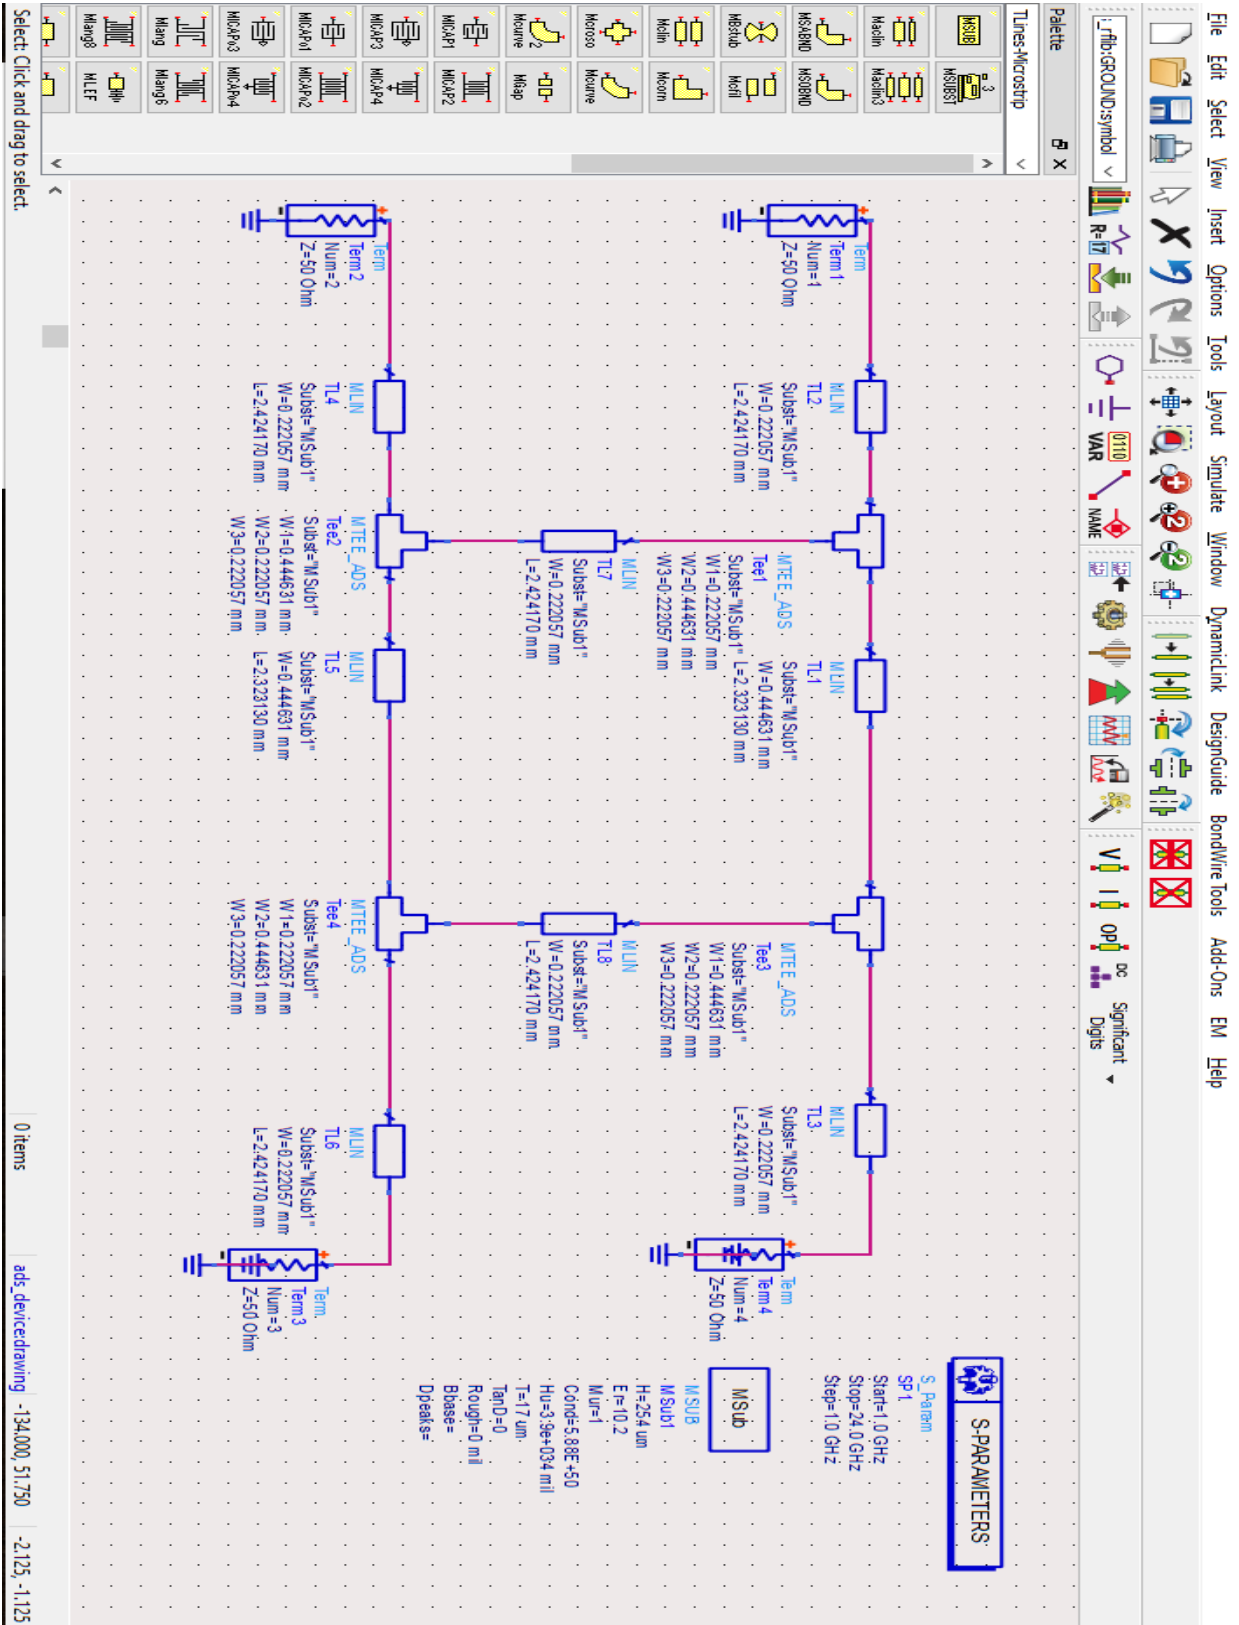 File Edit Select View Insert Options Tools Layout Simulate Window DynamicLink DesignGuide BondWire Tools Add-Ons EM Help
:_rflib:GROUND:symbol
R=17
VAR
0110
NAME
V I OP DC
Significant
Digits
Palette
TLines-Microstrip
MSUB MSUBST
3
Maclin Maclin3
MSABND MSOBND
MBstub Mcfil
Mclin Mcorn
Mcroso Mcurve
Mcurve2 MGap
MICAP1 MICAP2
MICAP3 MICAP4
MICAPo1 MICAPo2
MICAPo3 MICAPo4
Mlang Mlang6
Mlang8 MLEF
S-PARAMETERS
S_Param
SP1
Start=1.0 GHz
Stop=24.0 GHz
Step=1.0 GHz
MSub
MSUB
MSub1
H=254 um
Er=10.2
Mur=1
Cond=5.88E+50
Hu=3.9e+034 mil
T=17 um
TanD=0
Rough=0 mil
Bbase=
Dpeaks=
Term
Term1
Num=1
Z=50 Ohm
MLIN
TL2
Subst="MSub1"
W=0.222057 mm
L=2.424170 mm
MTEE_ADS
Tee1
Subst="MSub1"
W1=0.222057 mm
W2=0.444631 mm
W3=0.222057 mm
MLIN
TL1
Subst="MSub1"
W=0.444631 mm
L=2.323130 mm
MTEE_ADS
Tee3
Subst="MSub1"
W1=0.444631 mm
W2=0.222057 mm
W3=0.222057 mm
MLIN
TL3
Subst="MSub1"
W=0.222057 mm
L=2.424170 mm
Term
Term4
Num=4
Z=50 Ohm
MLIN
TL7
Subst="MSub1"
W=0.222057 mm
L=2.424170 mm
MLIN
TL8
Subst="MSub1"
W=0.222057 mm
L=2.424170 mm
Term
Term2
Num=2
Z=50 Ohm
MLIN
TL4
Subst="MSub1"
W=0.222057 mm
L=2.424170 mm
MTEE_ADS
Tee2
Subst="MSub1"
W1=0.444631 mm
W2=0.222057 mm
W3=0.222057 mm
MLIN
TL5
Subst="MSub1"
W=0.444631 mm
L=2.323130 mm
MTEE_ADS
Tee4
Subst="MSub1"
W1=0.222057 mm
W2=0.444631 mm
W3=0.222057 mm
MLIN
TL6
Subst="MSub1"
W=0.222057 mm
L=2.424170 mm
Term
Term3
Num=3
Z=50 Ohm
Select: Click and drag to select. 0 items ads_device:drawing -134.000, 51.750 -2.125, -1.125